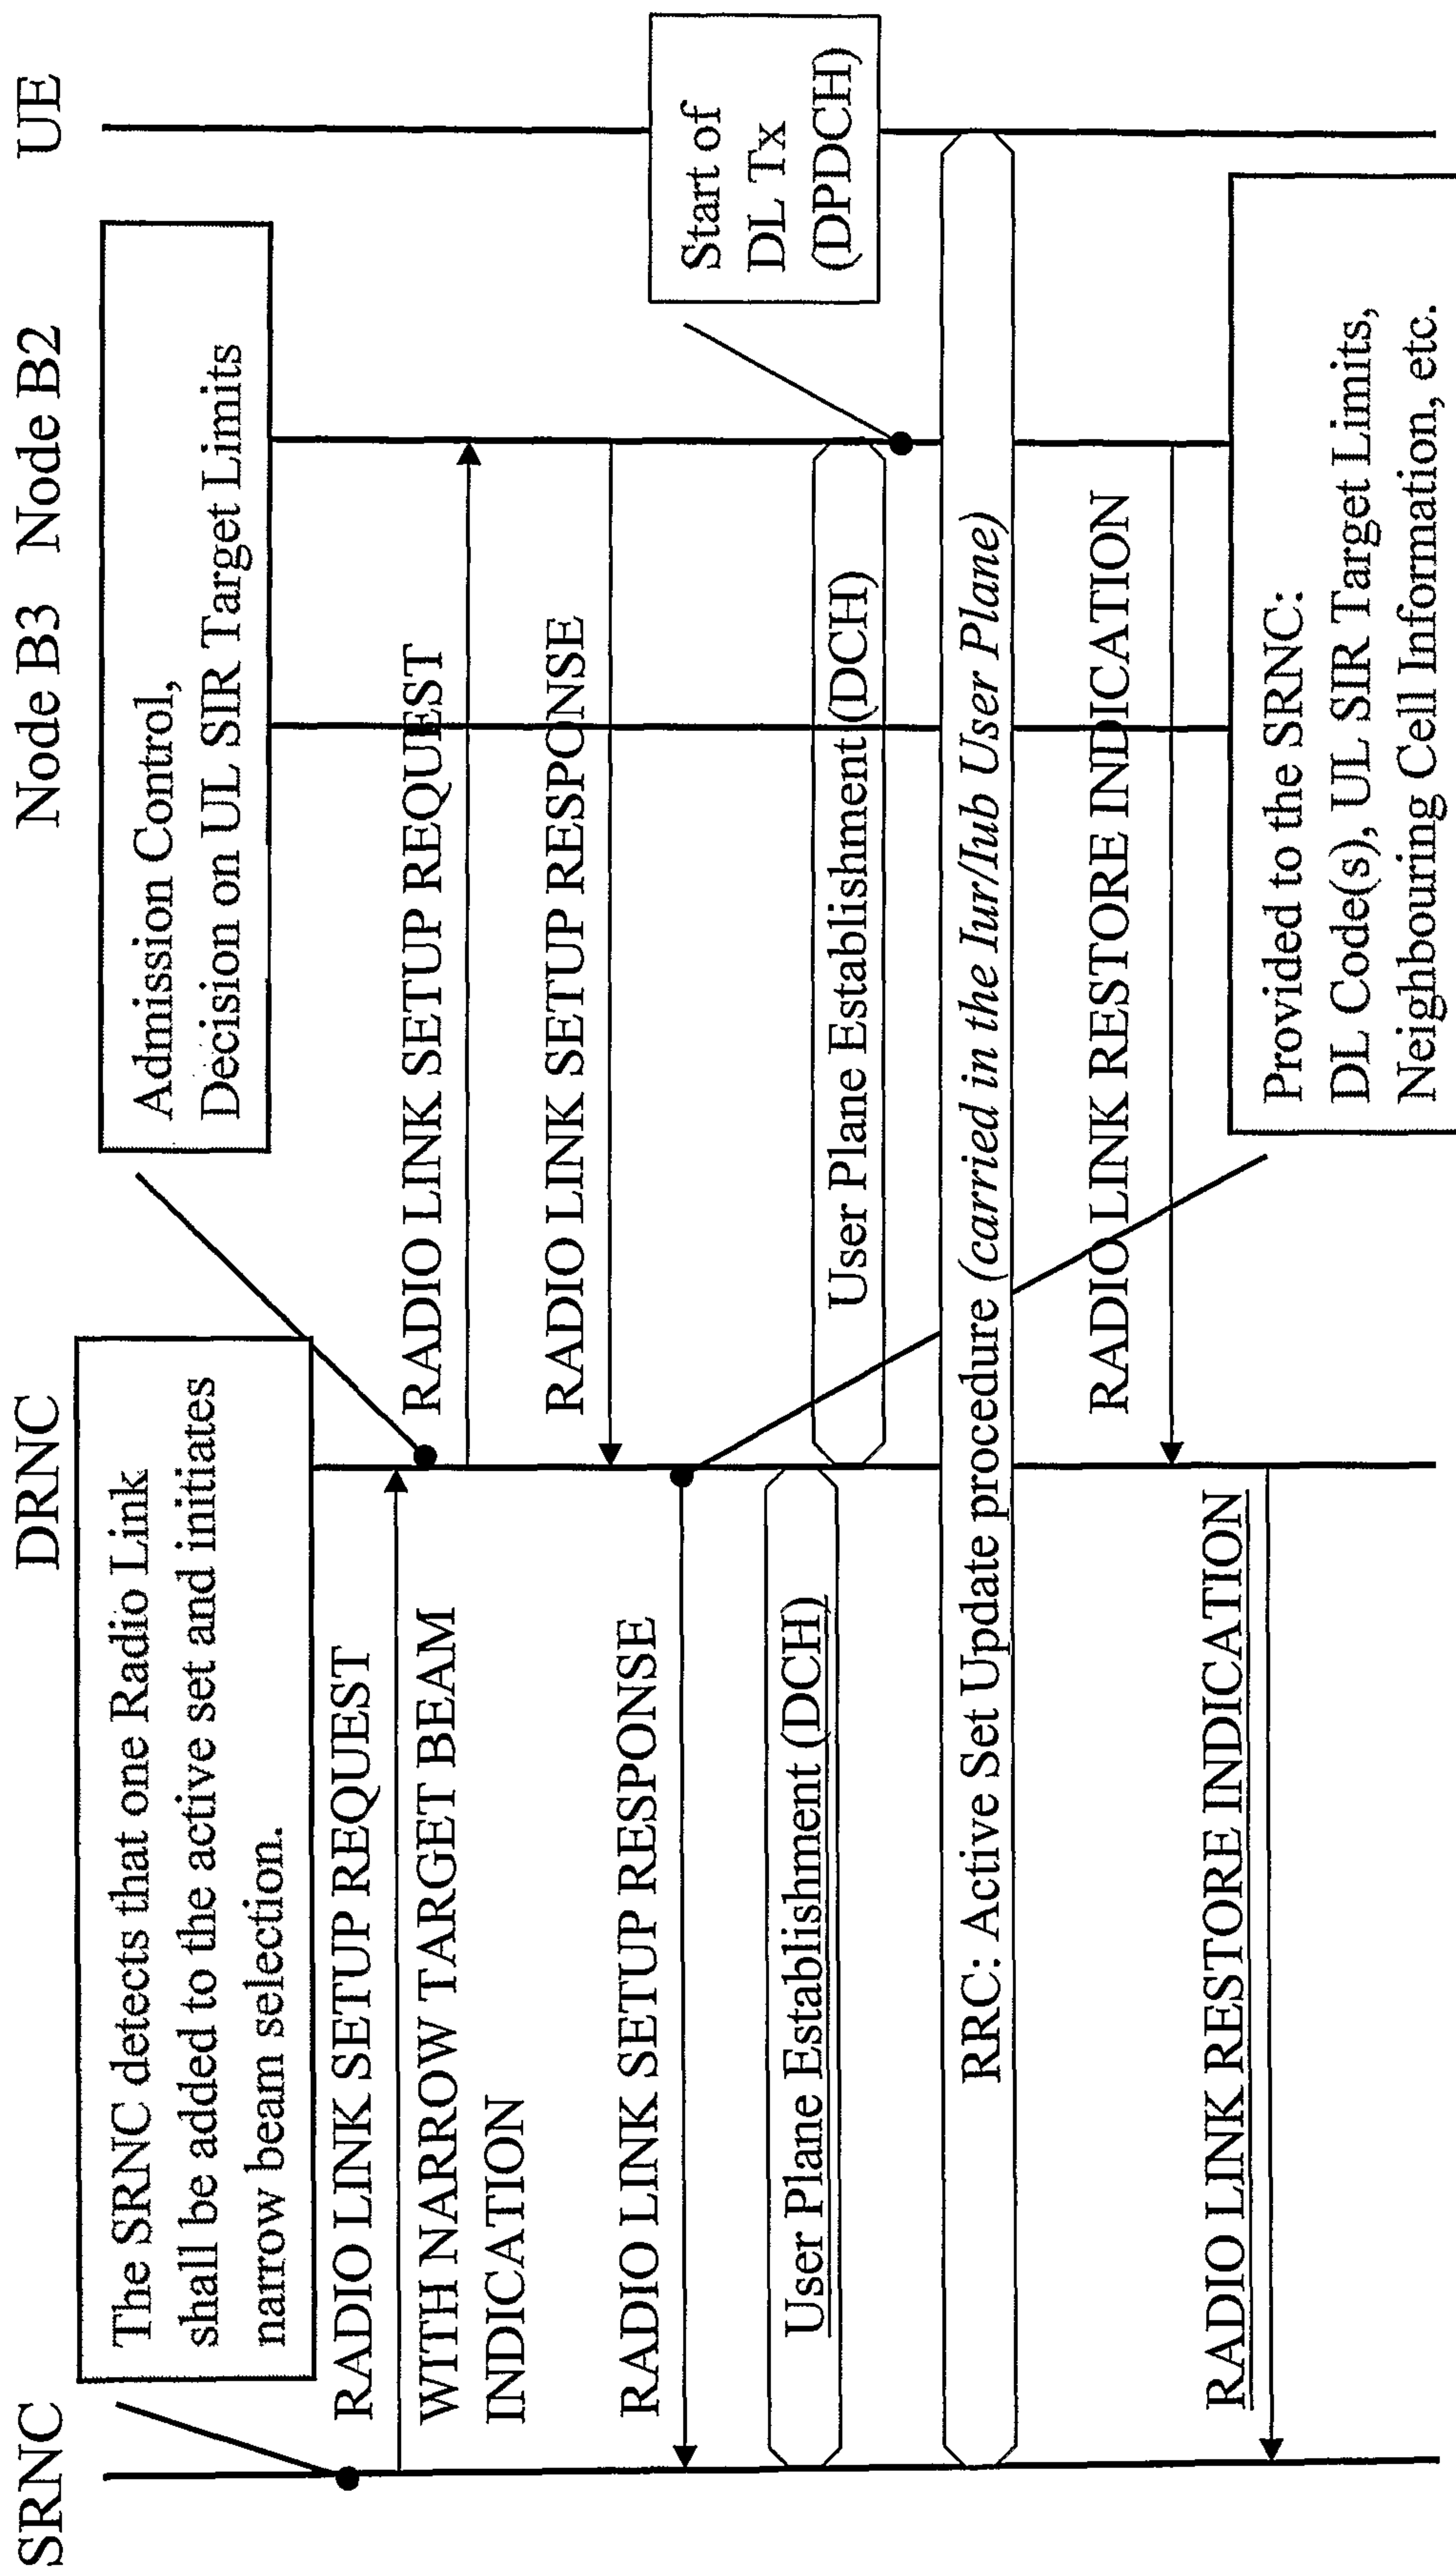 SRNC
DRNC
Node B3
Node B2
UE
The SRNC detects that one Radio Link
shall be added to the active set and initiates
narrow beam selection.
Admission Control,
Decision on UL SIR Target Limits
RADIO LINK SETUP REQUEST
WITH NARROW TARGET BEAM
INDICATION
RADIO LINK SETUP REQUEST
RADIO LINK SETUP RESPONSE
RADIO LINK SETUP RESPONSE
Start of
DL Tx
(DPDCH)
User Plane Establishment (DCH)
User Plane Establishment (DCH)
RRC: Active Set Update procedure (carried in the Iur/Iub User Plane)
RADIO LINK RESTORE INDICATION
RADIO LINK RESTORE INDICATION
Provided to the SRNC:
DL Code(s), UL SIR Target Limits,
Neighbouring Cell Information, etc.